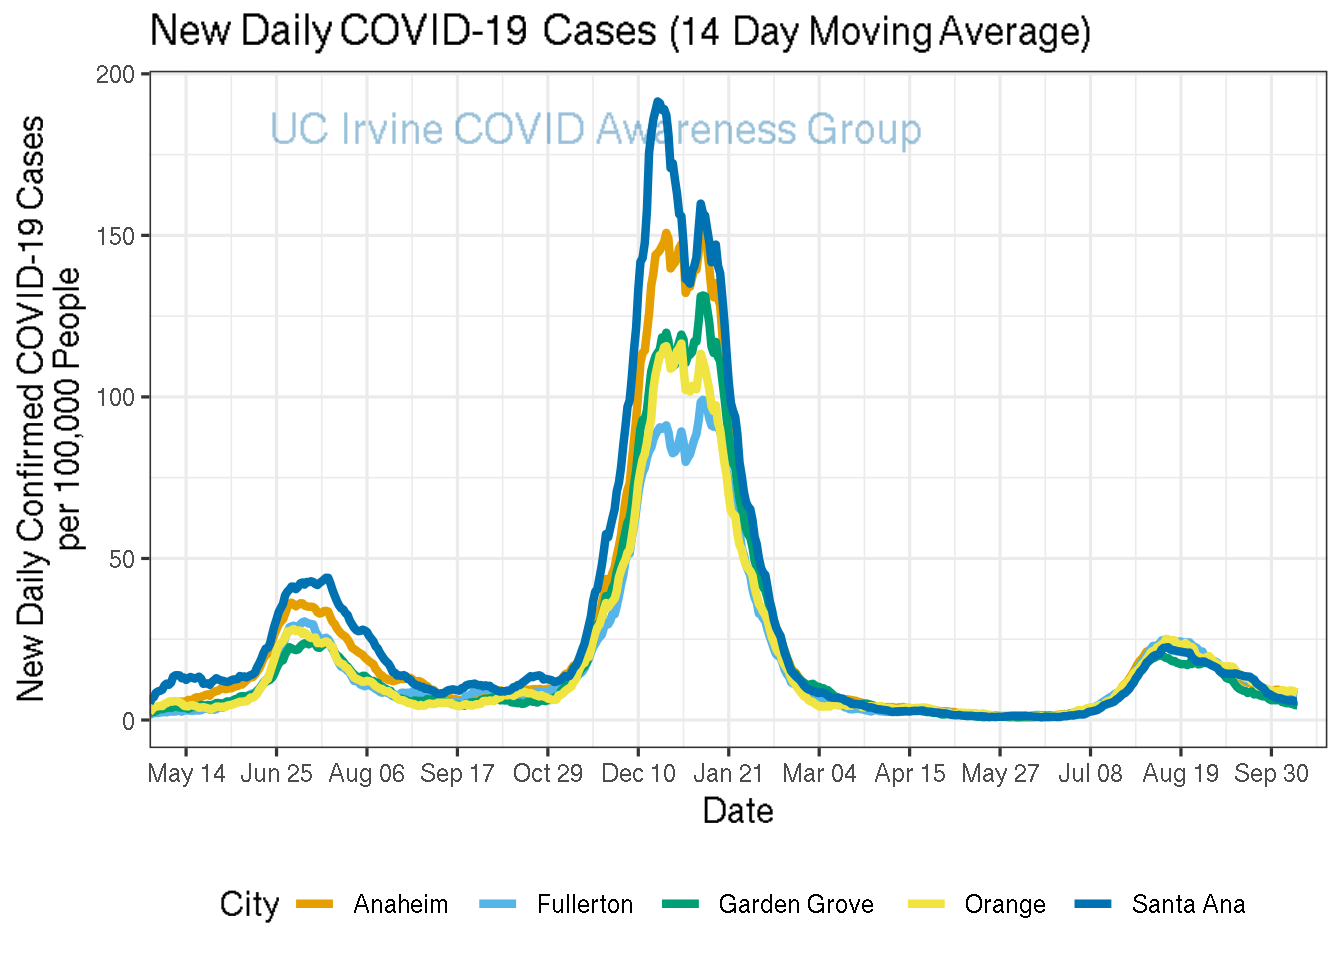 New Daily COVID-19 Cases (14 Day Moving Average)
UC Irvine COVID Awareness Group
New Daily Confirmed COVID-19 Cases
per 100,000 People
200
150
100
50
0
May 14 Jun 25 Aug 06 Sep 17 Oct 29 Dec 10 Jan 21 Mar 04 Apr 15 May 27 Jul 08 Aug 19 Sep 30
Date
City Anaheim Fullerton Garden Grove Orange Santa Ana